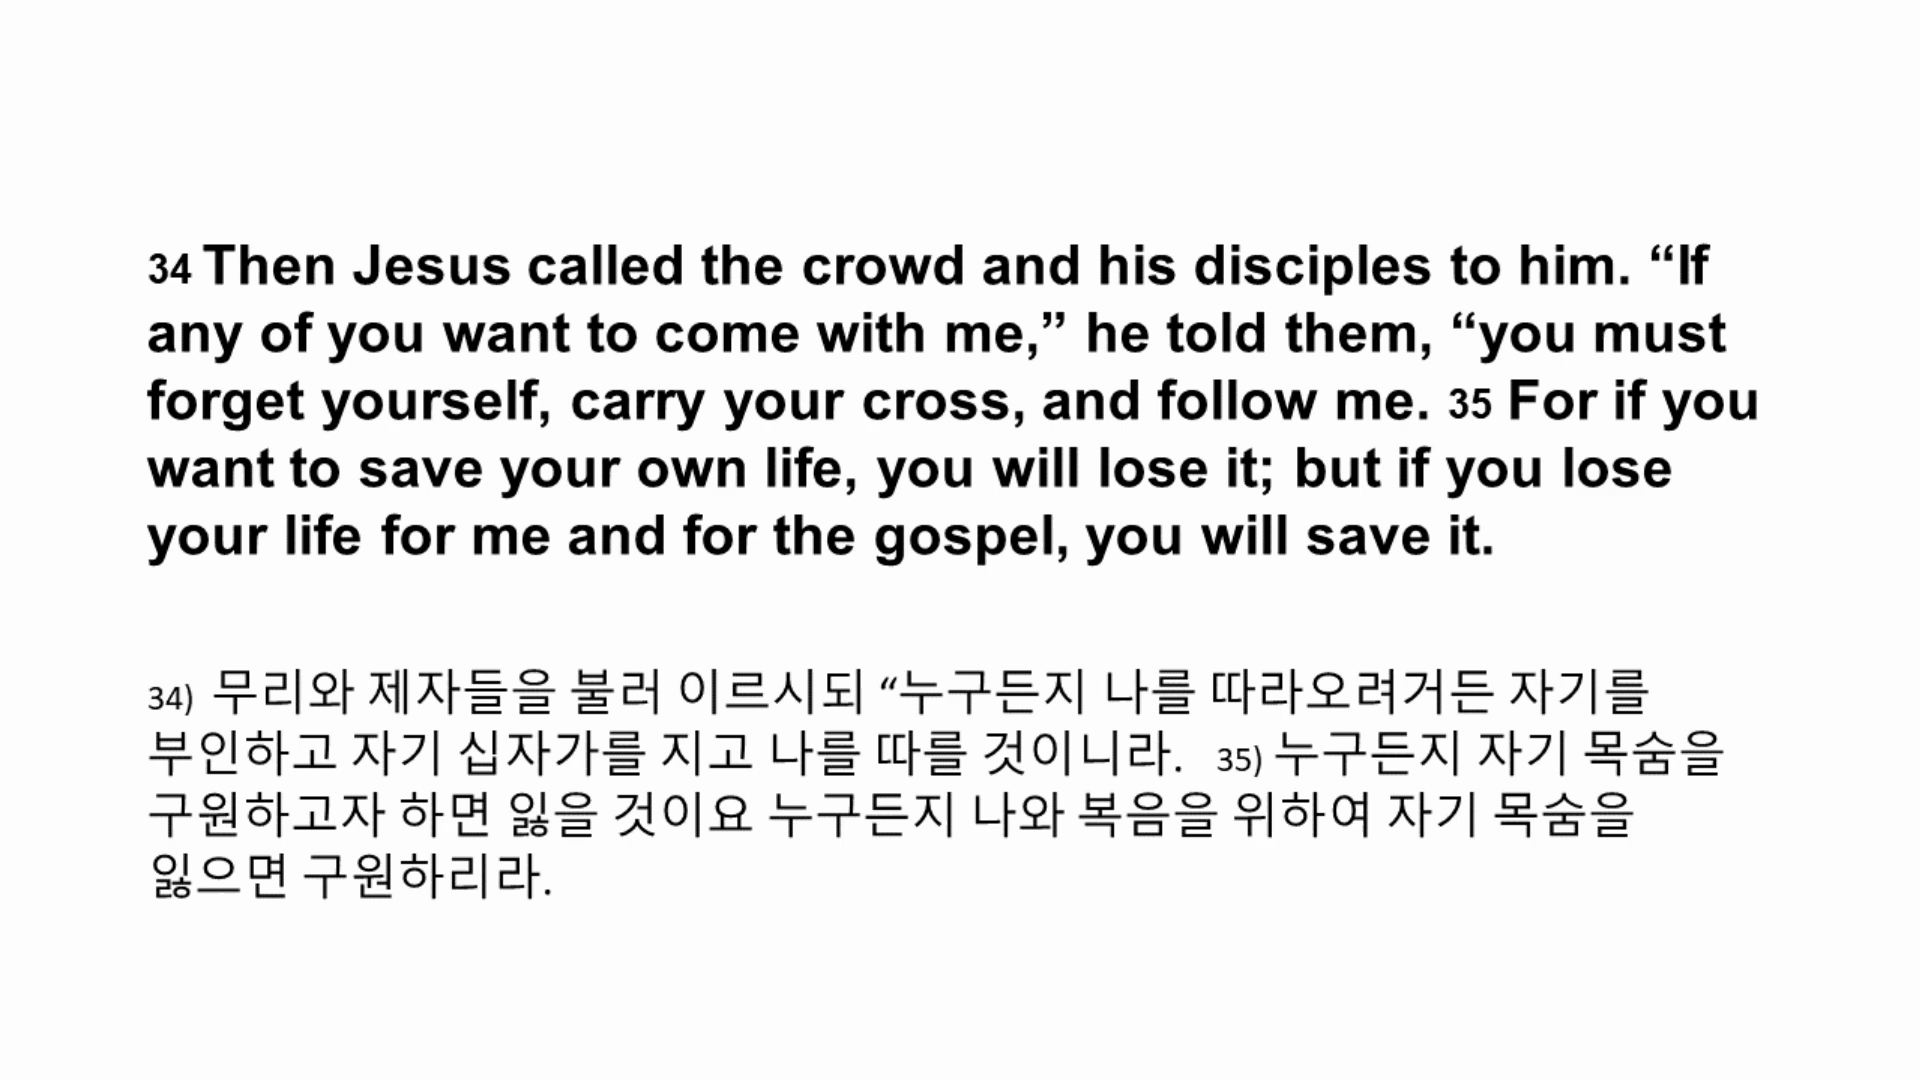 34 Then Jesus called the crowd and his disciples to him. “If
any of you want to come with me,” he told them, “you must
forget yourself, carry your cross, and follow me. 35 For if you
want to save your own life, you will lose it; but if you lose
your life for me and for the gospel, you will save it.
34) 무리와 제자들을 불러 이르시되 “누구든지 나를 따라오려거든 자기를
부인하고 자기 십자가를 지고 나를 따를 것이니라. 35) 누구든지 자기 목숨을
구원하고자 하면 잃을 것이요 누구든지 나와 복음을 위하여 자기 목숨을
잃으면 구원하리라.